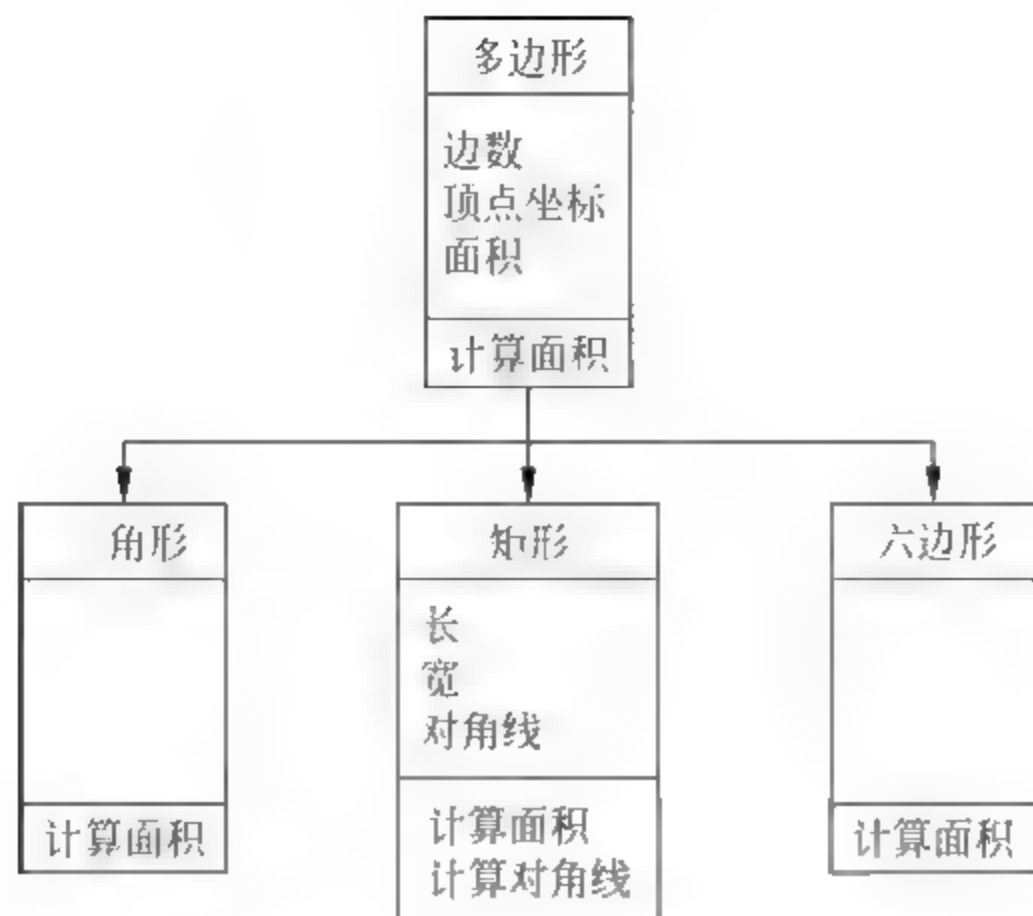 多边形
边数
顶点坐标
面积
计算面积
角形
矩形
六边形
长
宽
对角线
计算面积
计算面积
计算对角线
计算面积